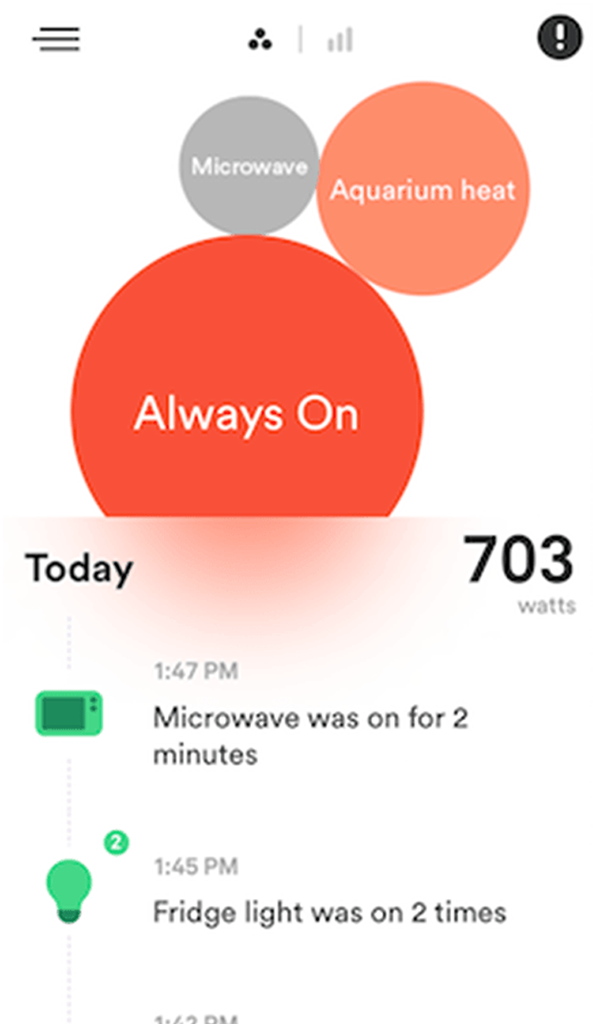 Microwave
Aquarium heat
Always On
Today
703
watts
1:47 PM
Microwave was on for 2
minutes
2
1:45 PM
Fridge light was on 2 times